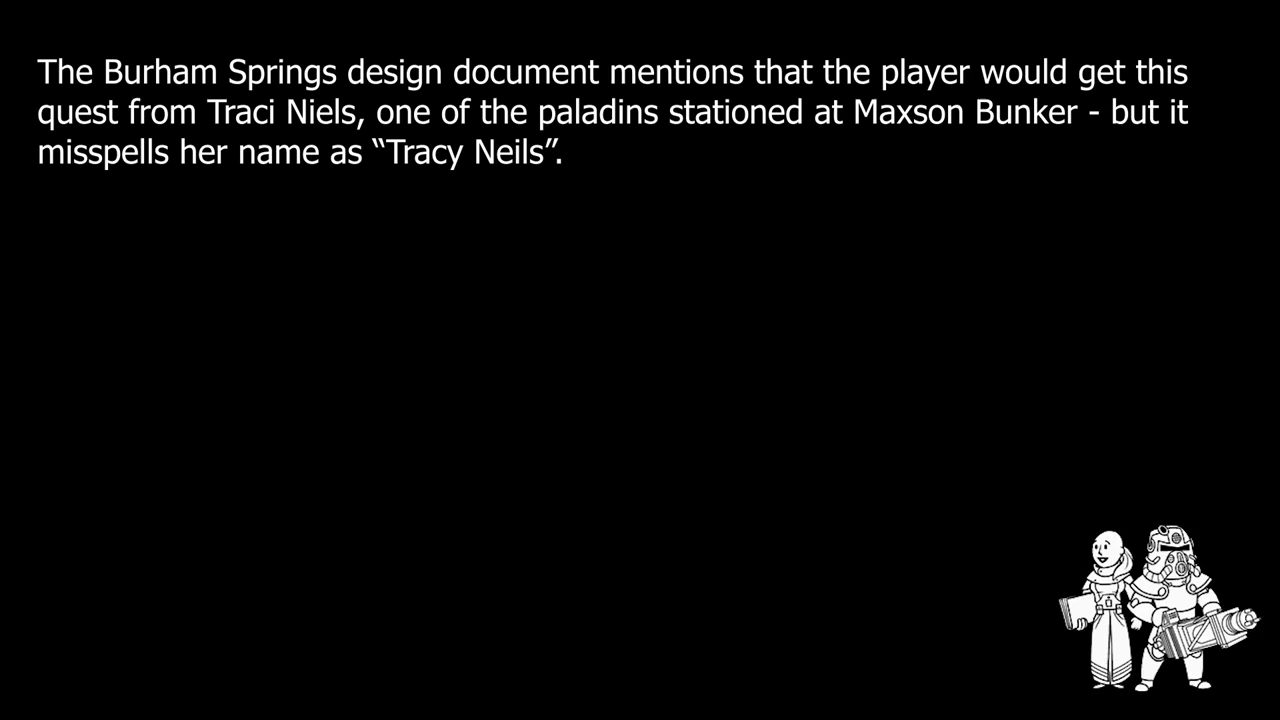 The Burham Springs design document mentions that the player would get this
quest from Traci Niels, one of the paladins stationed at Maxson Bunker - but it
misspells her name as “Tracy Neils”.